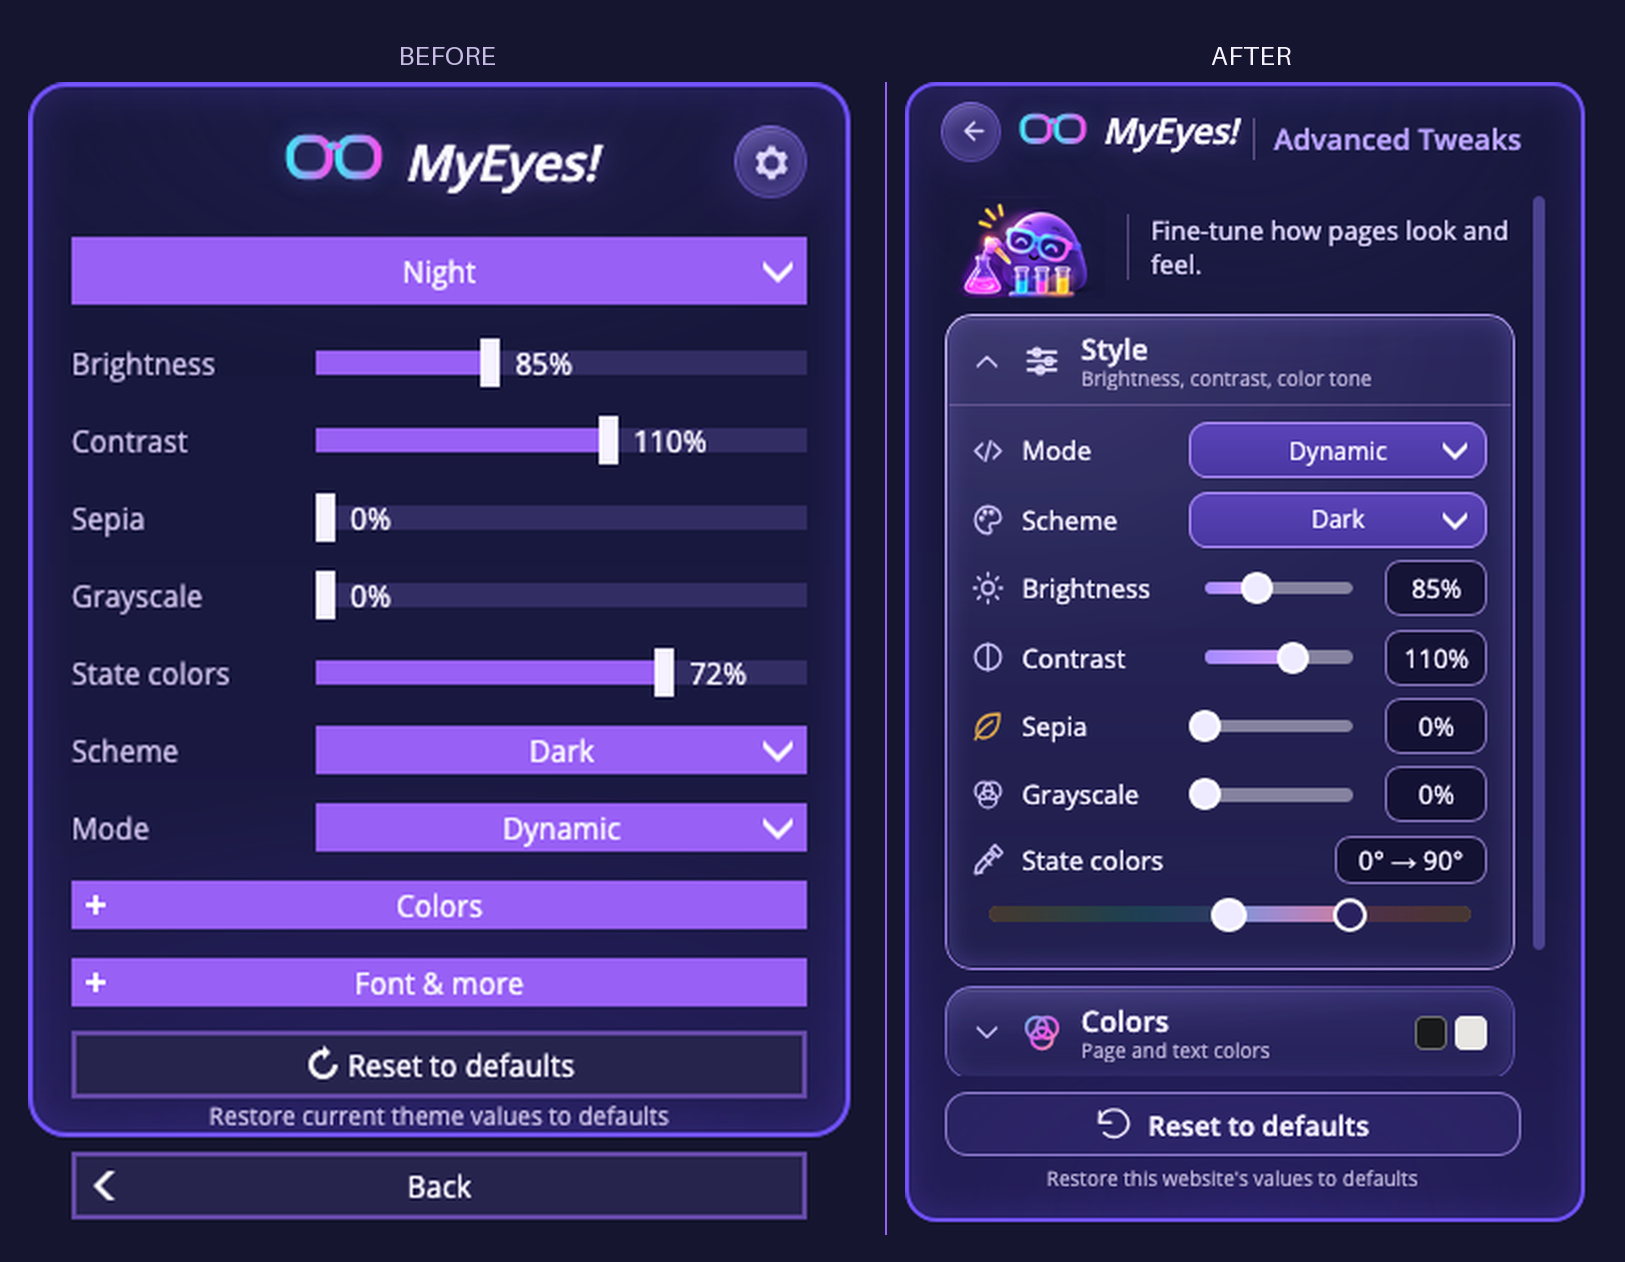 BEFORE
MyEyes!
Night
Brightness 85%
Contrast 110%
Sepia 0%
Grayscale 0%
State colors 72%
Scheme Dark
Mode Dynamic
+ Colors
+ Font & more
Reset to defaults
Restore current theme values to defaults
Back
AFTER
MyEyes! Advanced Tweaks
Fine-tune how pages look and
feel.
Style
Brightness, contrast, color tone
Mode Dynamic
Scheme Dark
Brightness 85%
Contrast 110%
Sepia 0%
Grayscale 0%
State colors 0° → 90°
Colors
Page and text colors
Reset to defaults
Restore this website's values to defaults